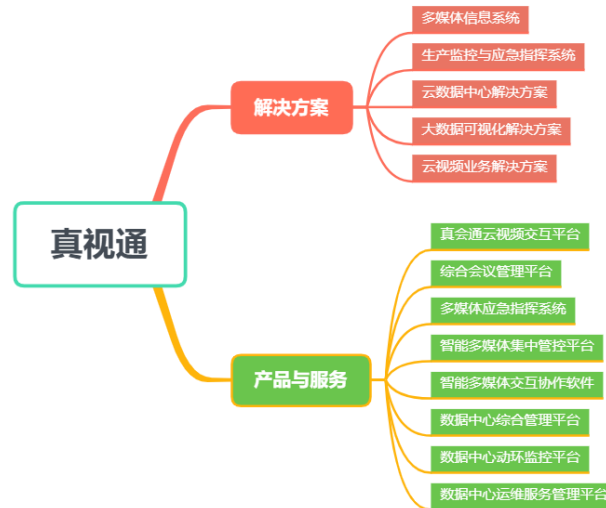 真视通
解决方案
多媒体信息系统
生产监控与应急指挥系统
云数据中心解决方案
大数据可视化解决方案
云视频业务解决方案
产品与服务
真会通云视频交互平台
综合会议管理平台
多媒体应急指挥系统
智能多媒体集中管控平台
智能多媒体交互协作软件
数据中心综合管理平台
数据中心动环监控平台
数据中心运维服务管理平台